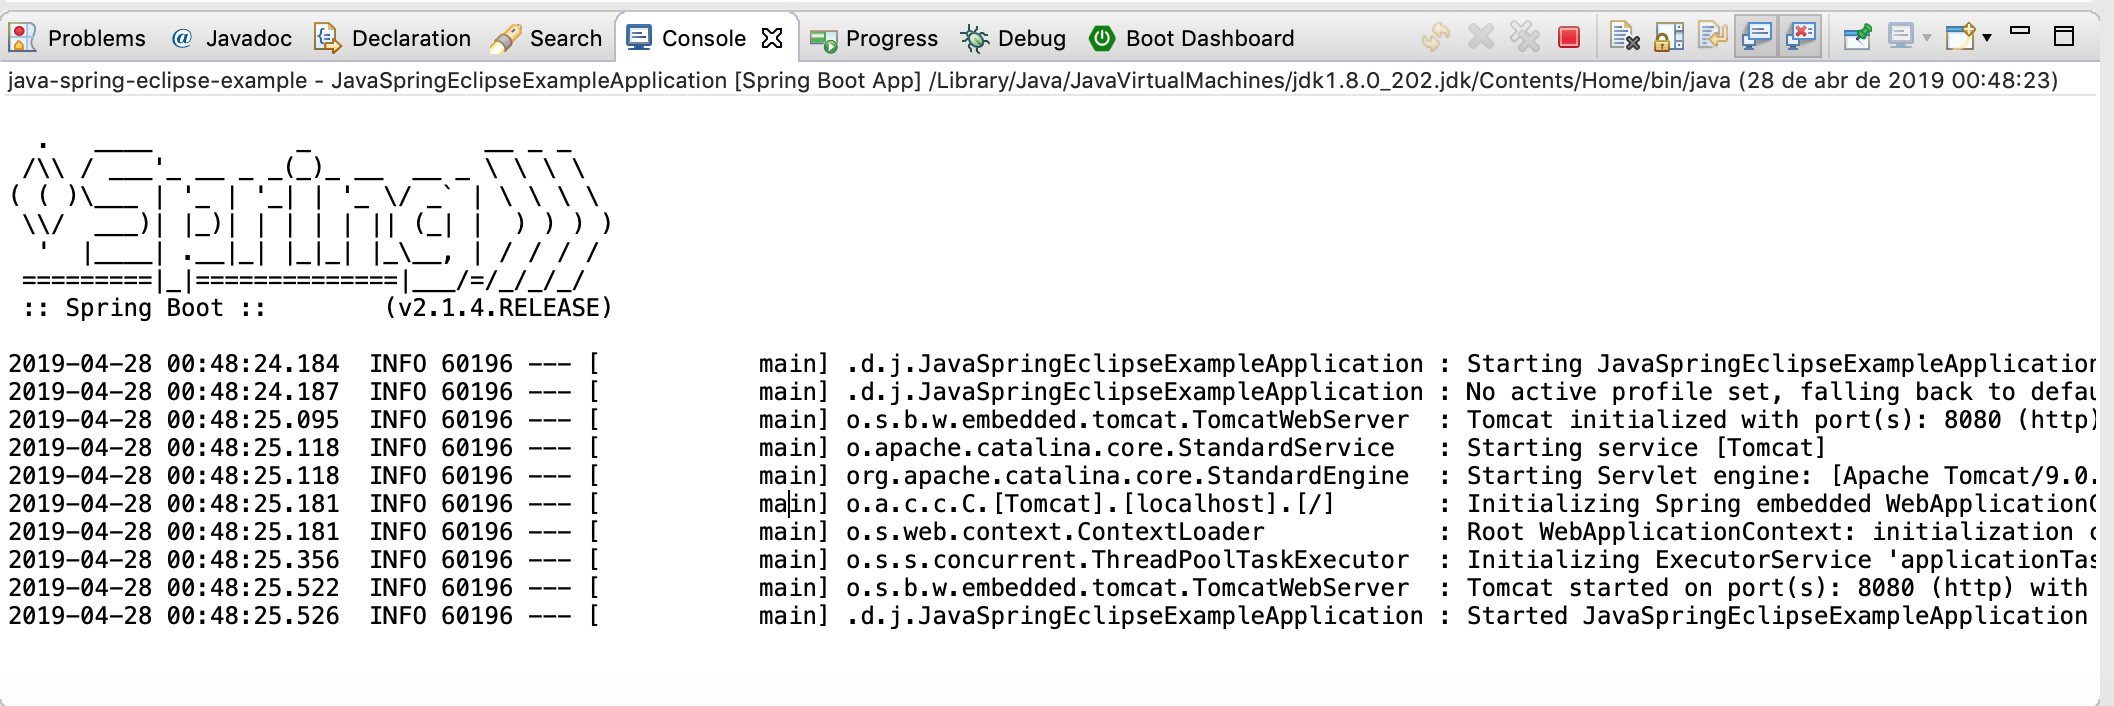 Problems @ Javadoc Declaration Search Console Progress Debug Boot Dashboard
java-spring-eclipse-example - JavaSpringEclipseExampleApplication [Spring Boot App] /Library/Java/JavaVirtualMachines/jdk1.8.0_202.jdk/Contents/Home/bin/java (28 de abr de 2019 00:48:23)
  .   ____          _            __ _ _
 /\\ / ___'_ __ _ _(_)_ __  __ _ \ \ \ \
( ( )\___ | '_ | '_| | '_ \/ _` | \ \ \ \
 \\/  ___)| |_)| | | | | || (_| |  ) ) ) )
  '  |____| .__|_| |_|_| |_\__, | / / / /
 =========|_|==============|___/=/_/_/_/
 :: Spring Boot ::        (v2.1.4.RELEASE)
2019-04-28 00:48:24.184  INFO 60196 --- [           main] .d.j.JavaSpringEclipseExampleApplication : Starting JavaSpringEclipseExampleApplication
2019-04-28 00:48:24.187  INFO 60196 --- [           main] .d.j.JavaSpringEclipseExampleApplication : No active profile set, falling back to defau
2019-04-28 00:48:25.095  INFO 60196 --- [           main] o.s.b.w.embedded.tomcat.TomcatWebServer  : Tomcat initialized with port(s): 8080 (http)
2019-04-28 00:48:25.118  INFO 60196 --- [           main] o.apache.catalina.core.StandardService   : Starting service [Tomcat]
2019-04-28 00:48:25.118  INFO 60196 --- [           main] org.apache.catalina.core.StandardEngine  : Starting Servlet engine: [Apache Tomcat/9.0.
2019-04-28 00:48:25.181  INFO 60196 --- [           main] o.a.c.c.C.[Tomcat].[localhost].[/]       : Initializing Spring embedded WebApplicationC
2019-04-28 00:48:25.181  INFO 60196 --- [           main] o.s.web.context.ContextLoader            : Root WebApplicationContext: initialization c
2019-04-28 00:48:25.356  INFO 60196 --- [           main] o.s.s.concurrent.ThreadPoolTaskExecutor  : Initializing ExecutorService 'applicationTas
2019-04-28 00:48:25.522  INFO 60196 --- [           main] o.s.b.w.embedded.tomcat.TomcatWebServer  : Tomcat started on port(s): 8080 (http) with
2019-04-28 00:48:25.526  INFO 60196 --- [           main] .d.j.JavaSpringEclipseExampleApplication : Started JavaSpringEclipseExampleApplication